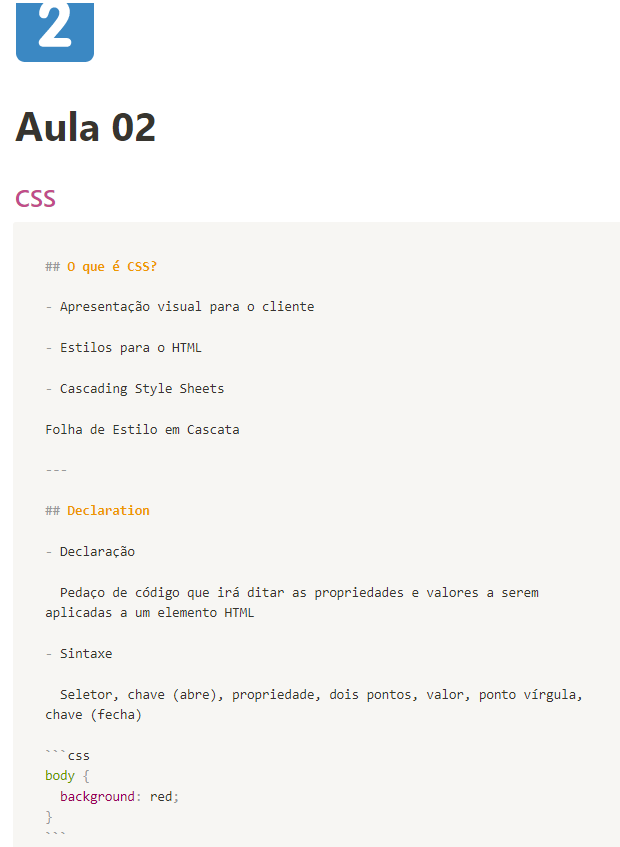 2
Aula 02
CSS
## O que é CSS?
- Apresentação visual para o cliente
- Estilos para o HTML
- Cascading Style Sheets
Folha de Estilo em Cascata
---
## Declaration
- Declaração
Pedaço de código que irá ditar as propriedades e valores a serem
aplicadas a um elemento HTML
- Sintaxe
Seletor, chave (abre), propriedade, dois pontos, valor, ponto vírgula,
chave (fecha)
```css
body {
background: red;
}
```